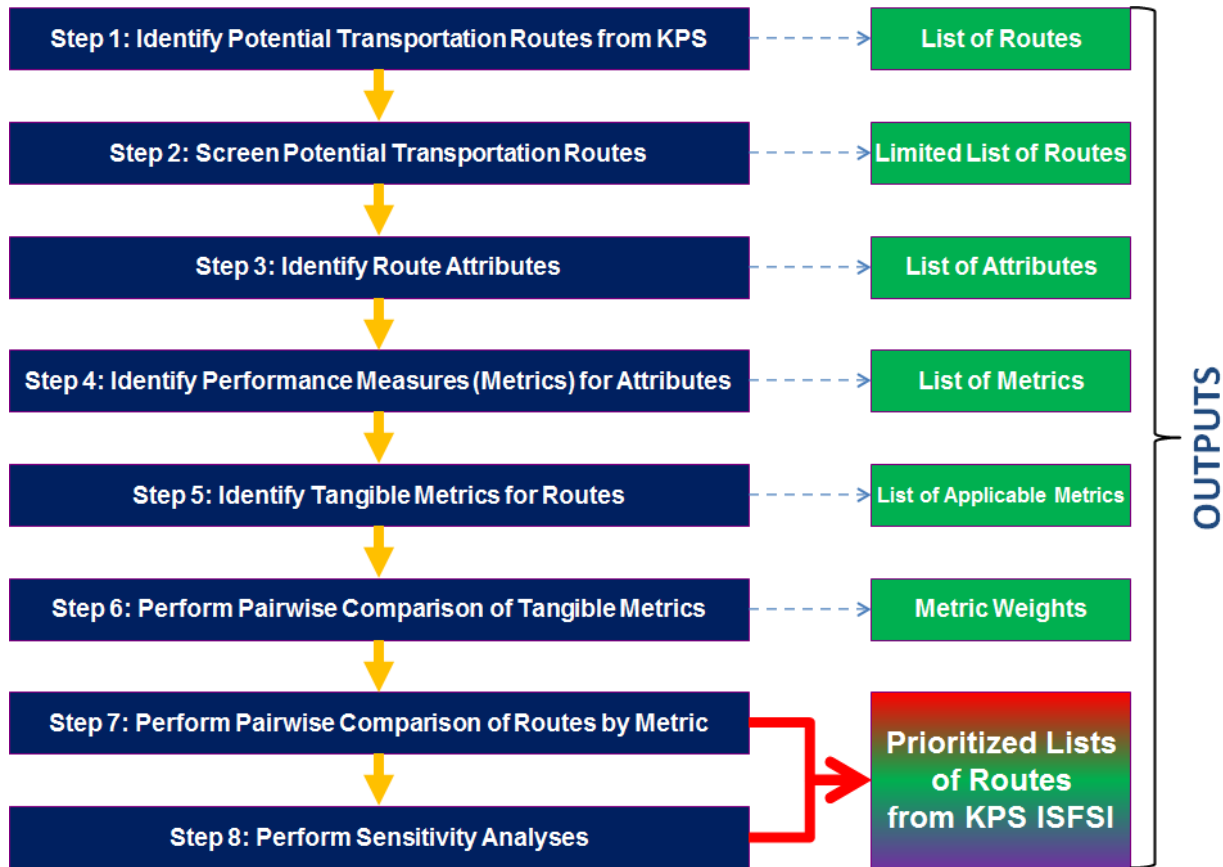 Step 1: Identify Potential Transportation Routes from KPS
List of Routes
Step 2: Screen Potential Transportation Routes
Limited List of Routes
Step 3: Identify Route Attributes
List of Attributes
Step 4: Identify Performance Measures (Metrics) for Attributes
List of Metrics
Step 5: Identify Tangible Metrics for Routes
List of Applicable Metrics
Step 6: Perform Pairwise Comparison of Tangible Metrics
Metric Weights
Step 7: Perform Pairwise Comparison of Routes by Metric
Step 8: Perform Sensitivity Analyses
Prioritized Lists
of Routes
from KPS ISFSI
OUTPUTS